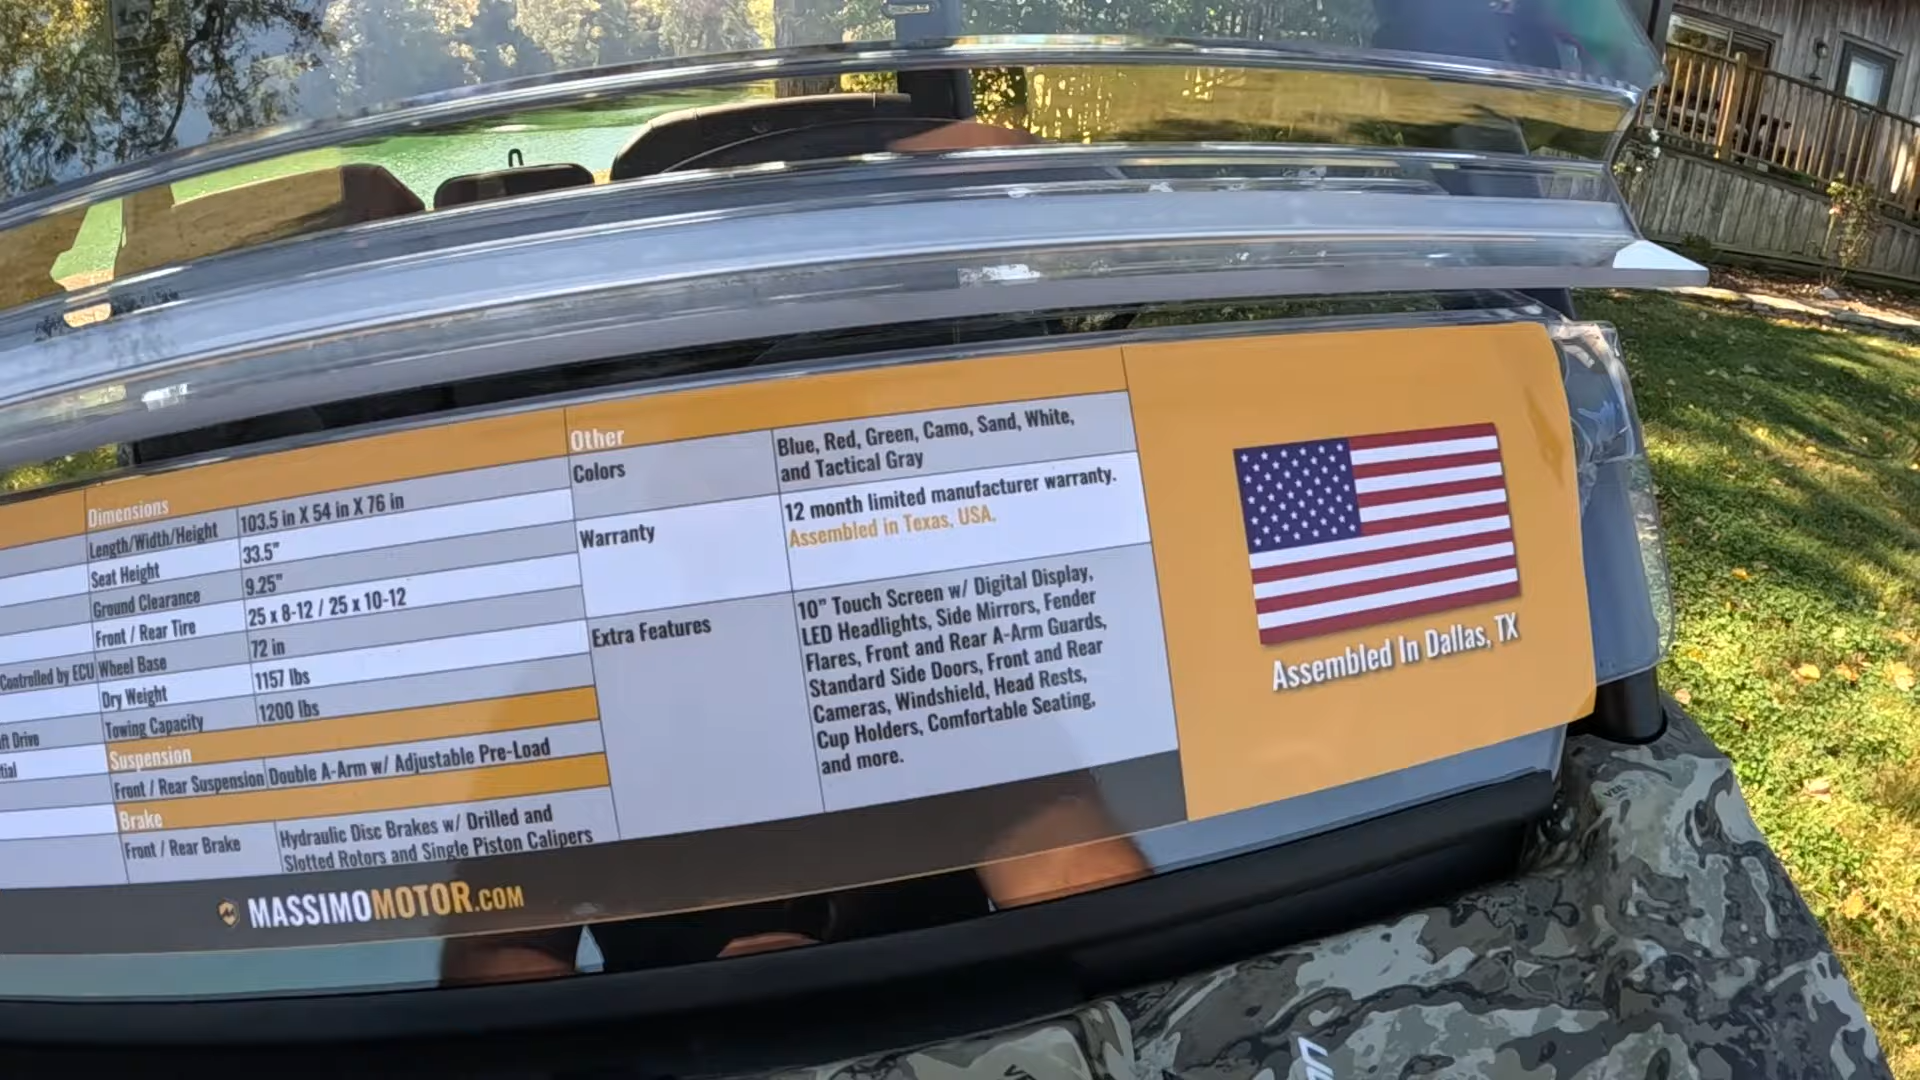 Dimensions
Length/Width/Height 103.5 in X 54 in X 76 in
Seat Height 33.5"
Ground Clearance 9.25"
Front / Rear Tire 25 x 8-12 / 25 x 10-12
Controlled by ECU
Wheel Base 72 in
Dry Weight 1157 lbs
Towing Capacity 1200 lbs
ft Drive
Suspension
tial
Front / Rear Suspension Double A-Arm w/ Adjustable Pre-Load
Brake
Front / Rear Brake Hydraulic Disc Brakes w/ Drilled and
Slotted Rotors and Single Piston Calipers
Other
Colors Blue, Red, Green, Camo, Sand, White,
and Tactical Gray
Warranty 12 month limited manufacturer warranty.
Assembled in Texas, USA.
Extra Features 10" Touch Screen w/ Digital Display,
LED Headlights, Side Mirrors, Fender
Flares, Front and Rear A-Arm Guards,
Standard Side Doors, Front and Rear
Cameras, Windshield, Head Rests,
Cup Holders, Comfortable Seating,
and more.
Assembled In Dallas, TX
MASSIMOMOTOR.COM